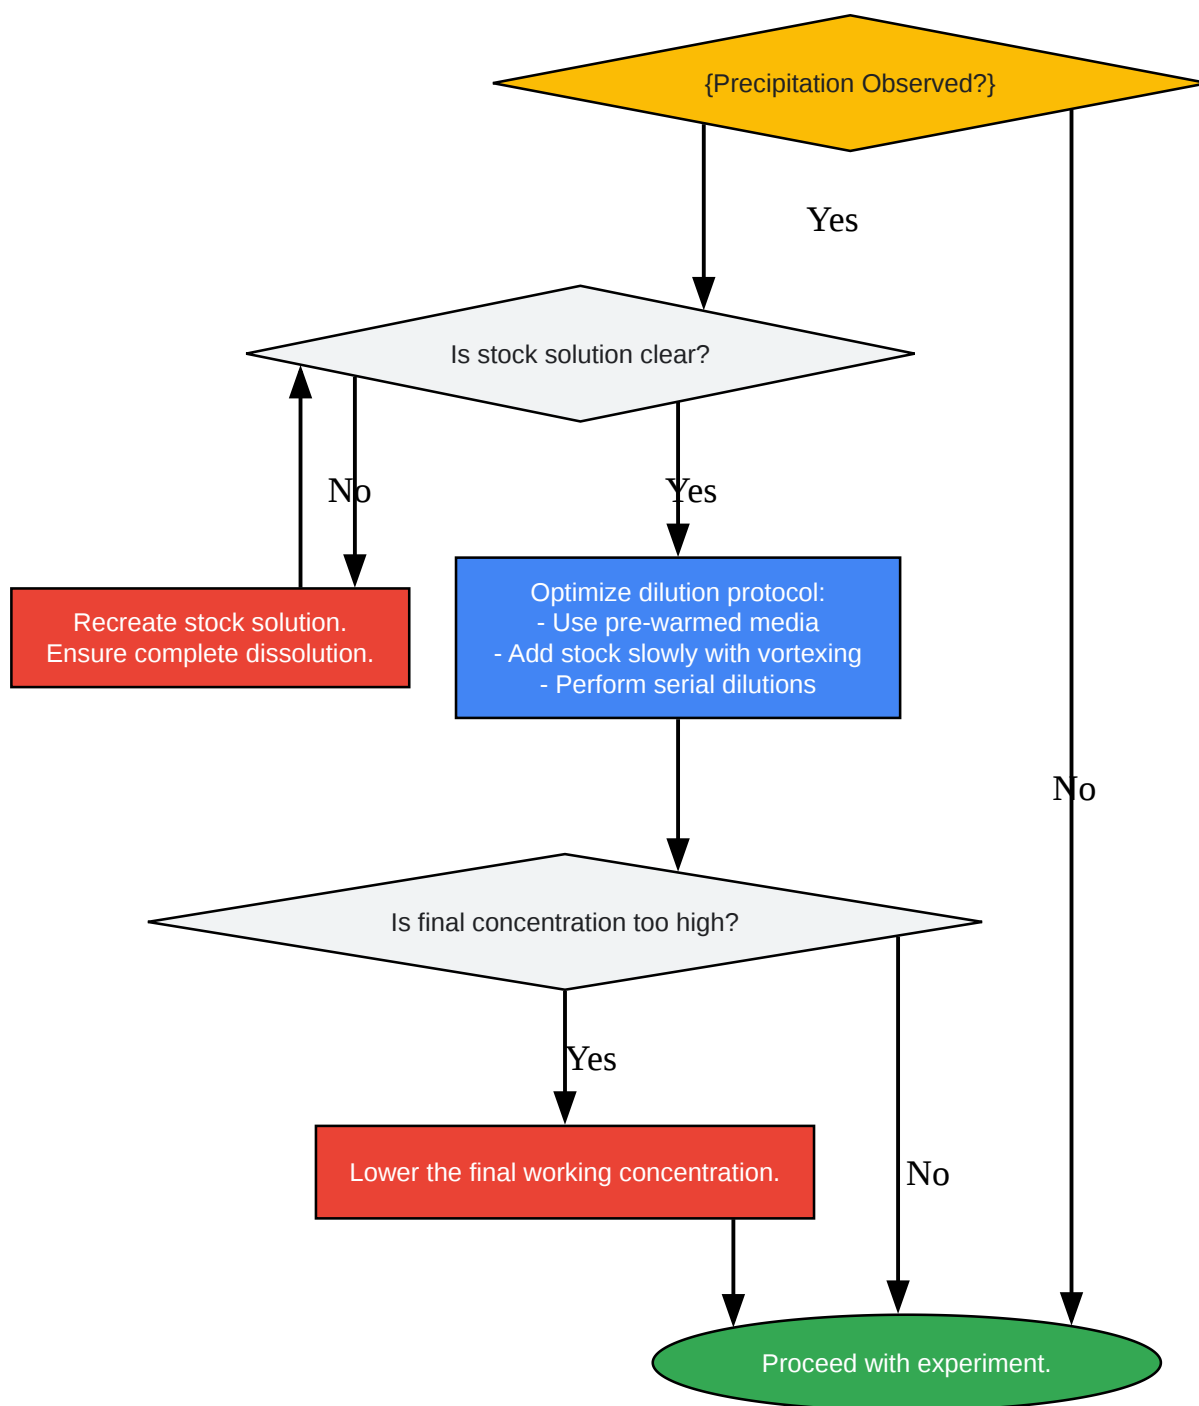 {Precipitation Observed?}
Yes
Is stock solution clear?
No
Yes
Optimize dilution protocol:
- Use pre-warmed media
- Add stock slowly with vortexing
- Perform serial dilutions
Recreate stock solution.
Ensure complete dissolution.
No
Is final concentration too high?
Yes
Lower the final working concentration.
No
Proceed with experiment.